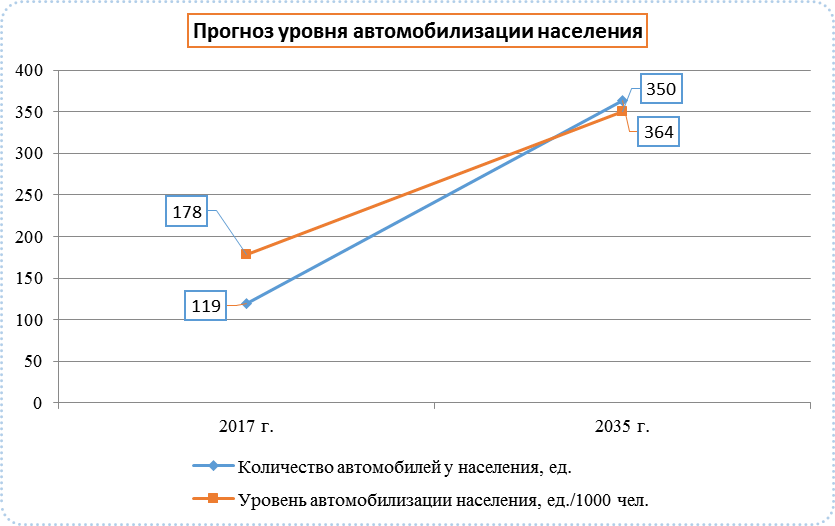 Прогноз уровня автомобилизации населения
400
350
300
250
200
150
100
50
0
178
119
350
364
2017 г.
2035 г.
Количество автомобилей у населения, ед.
Уровень автомобилизации населения, ед./1000 чел.